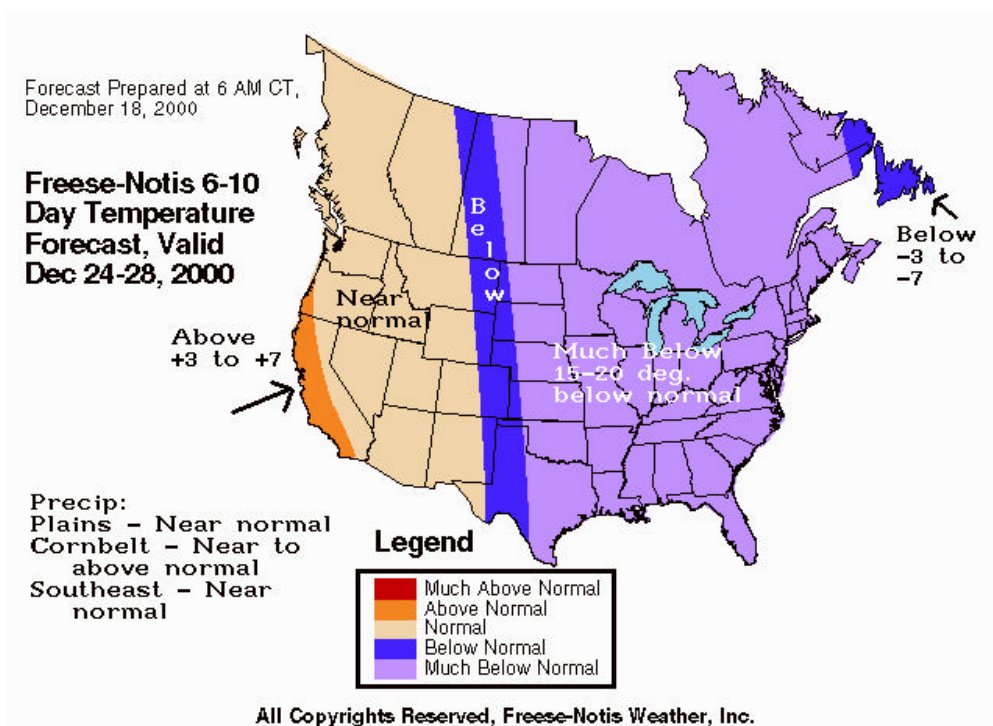 Forecast Prepared at 6 AM CT,
December 18, 2000
Freese-Notis 6-10
Day Temperature
Forecast, Valid
Dec 24-28, 2000
Below
Below
-3 to
-7
Near
normal
Above
+3 to +7
Much Below
15-20 deg.
below normal
Precip:
Plains - Near normal
Cornbelt - Near to
above normal
Southeast - Near
normal
Legend
Much Above Normal
Above Normal
Normal
Below Normal
Much Below Normal
All Copyrights Reserved, Freese-Notis Weather, Inc.